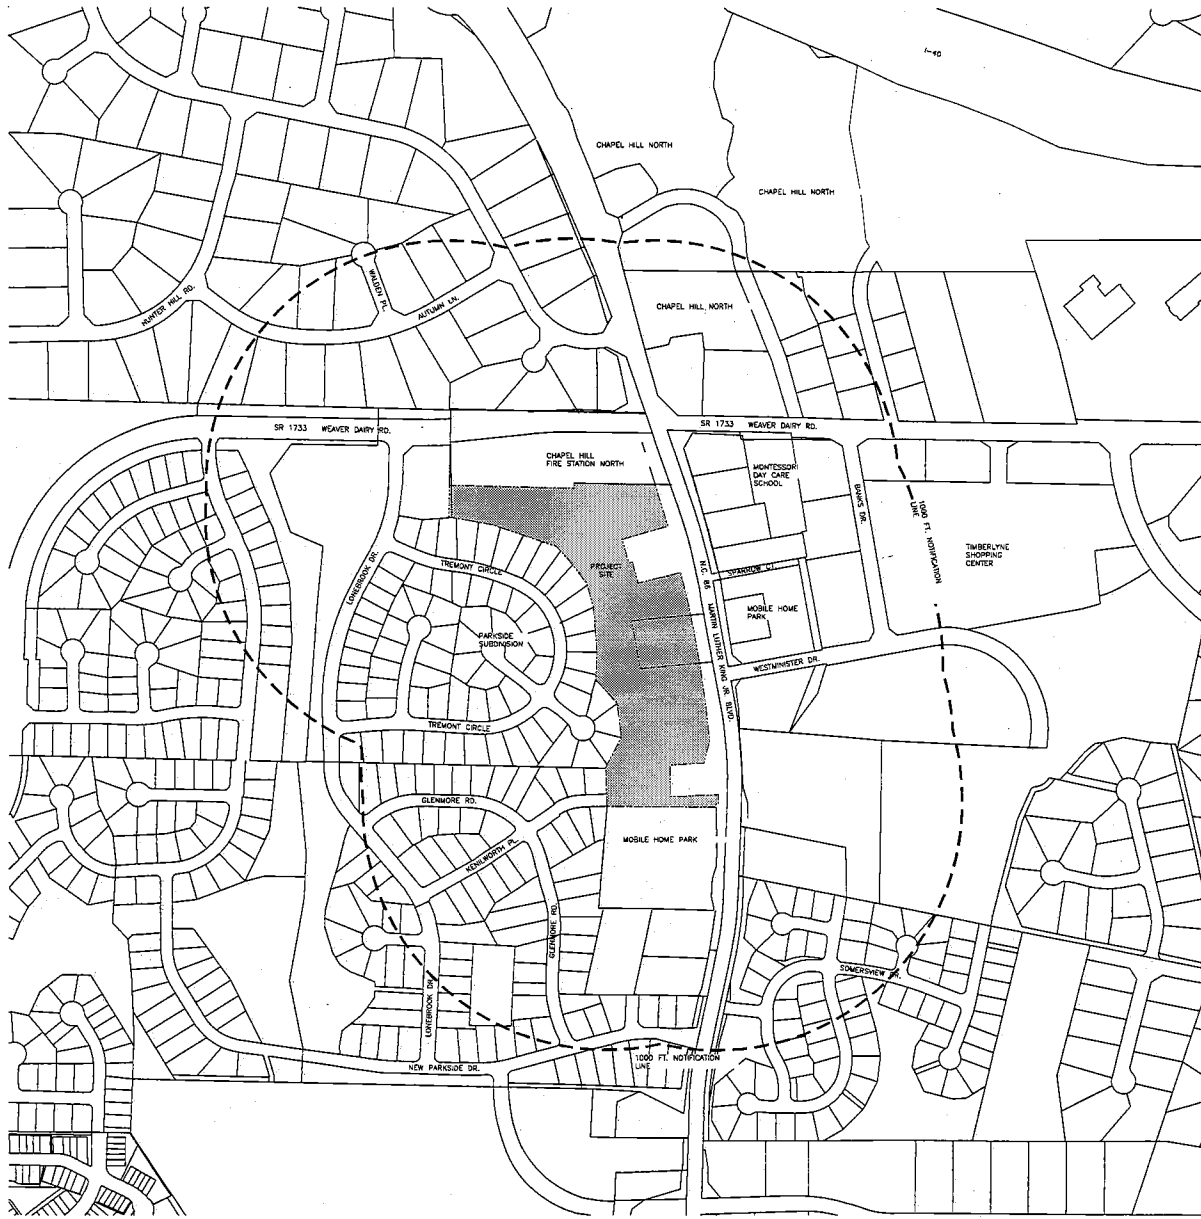 I-40
CHAPEL HILL NORTH
CHAPEL HILL NORTH
WALDEN PL.
HUNTER HILL RD.
AUTUMN LN.
CHAPEL HILL NORTH
SR 1733 WEAVER DAIRY RD.
SR 1733 WEAVER DAIRY RD.
CHAPEL HILL
FIRE STATION NORTH
MONTESSORI
DAY CARE
SCHOOL
BANKS DR.
1000 FT. NOTIFICATION
LINE
TIMBERLYNE
SHOPPING
CENTER
LONEBROOK DR.
TREMONT CIRCLE
PROJECT
SITE
N.C. 86 MARTIN LUTHER KING JR. BLVD.
SPARROW CT
MOBILE HOME
PARK
PARKSIDE
SUBDIVISION
WESTMINISTER DR.
TREMONT CIRCLE
GLENMORE RD.
KENILWORTH PL.
MOBILE HOME PARK
GLENMORE RD.
LONEBROOK DR.
SOMERSVIEW DR.
1000 FT. NOTIFICATION
LINE
NEW PARKSIDE DR.